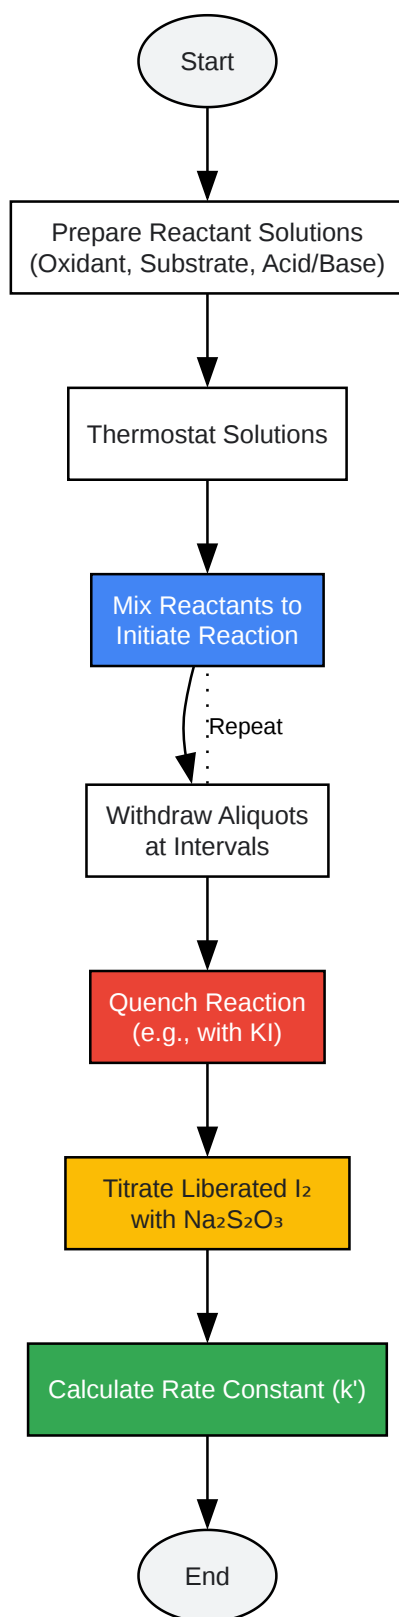 Start
Prepare Reactant Solutions
(Oxidant, Substrate, Acid/Base)
Thermostat Solutions
Mix Reactants to
Initiate Reaction
Repeat
Withdraw Aliquots
at Intervals
Quench Reaction
(e.g., with KI)
Titrate Liberated I₂
with Na₂S₂O₃
Calculate Rate Constant (k')
End